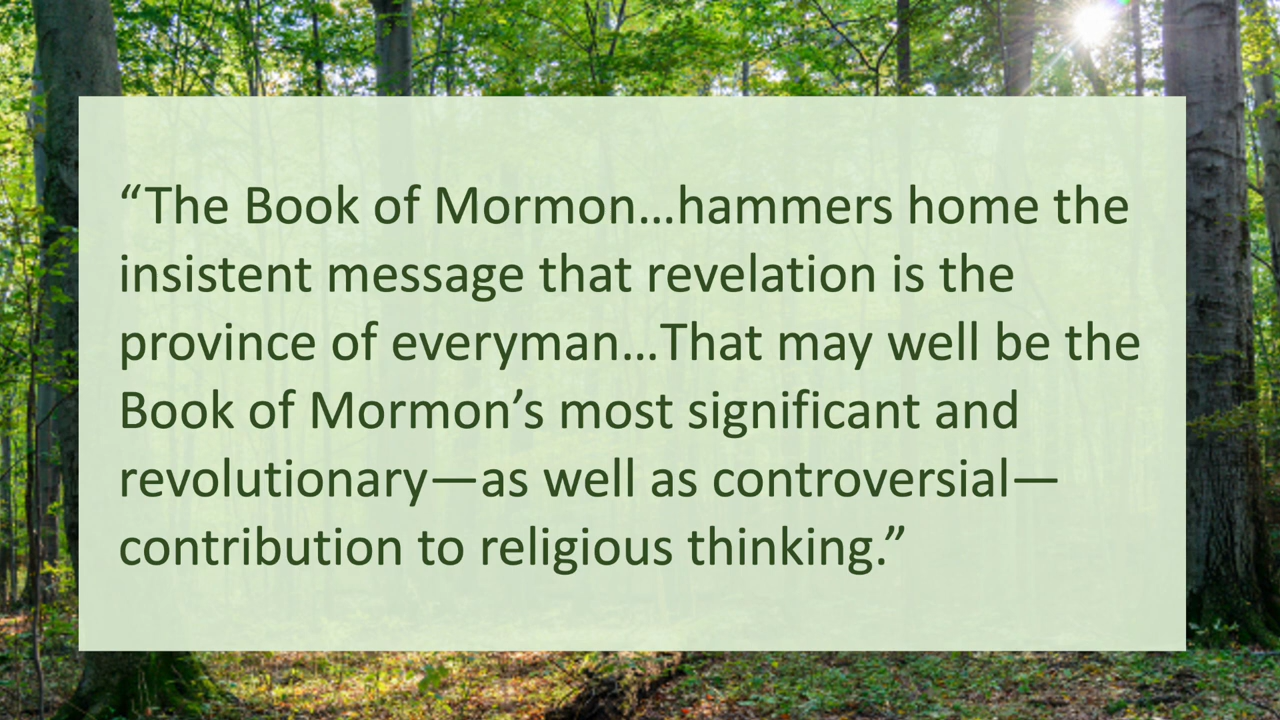 “The Book of Mormon…hammers home the
insistent message that revelation is the
province of everyman…That may well be the
Book of Mormon’s most significant and
revolutionary—as well as controversial—
contribution to religious thinking.”